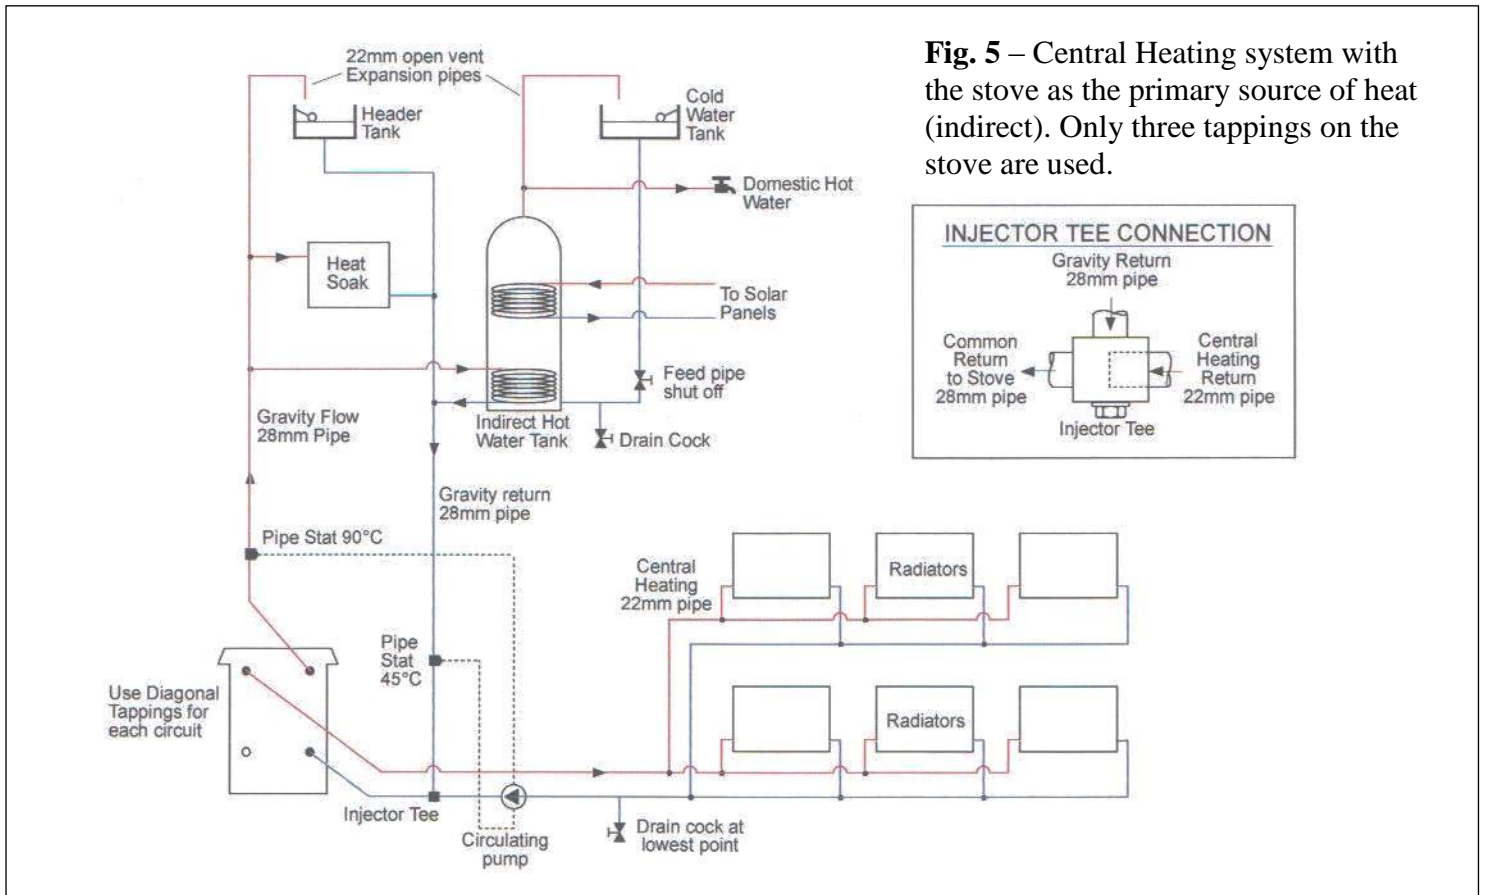 Fig. 5 – Central Heating system with
the stove as the primary source of heat
(indirect). Only three tappings on the
stove are used.
22mm open vent
Expansion pipes
Header
Tank
Cold
Water
Tank
Domestic Hot
Water
Heat
Soak
To Solar
Panels
Feed pipe
shut off
Gravity Flow
28mm Pipe
Indirect Hot
Water Tank
Drain Cock
Gravity return
28mm pipe
INJECTOR TEE CONNECTION
Gravity Return
28mm pipe
Common
Return
to Stove
28mm pipe
Central
Heating
Return
22mm pipe
Injector Tee
Pipe Stat 90°C
Central
Heating
22mm pipe
Radiators
Pipe
Stat
45°C
Use Diagonal
Tappings for
each circuit
Radiators
Injector Tee
Circulating
pump
Drain cock at
lowest point